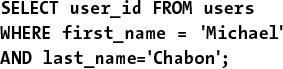 SELECT user_id FROM users
WHERE first_name = 'Michael'
AND last_name='Chabon';